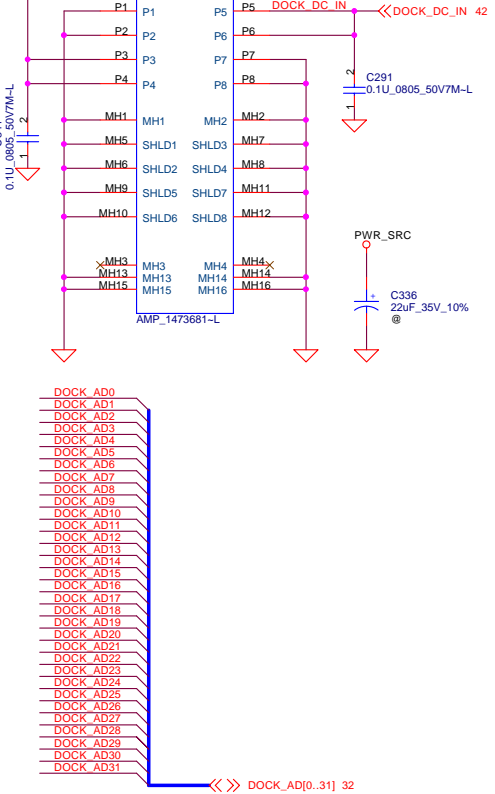 P1 P1 P5 P5 DOCK_DC_IN DOCK_DC_IN 42
P2 P2 P6 P6
P3 P3 P7 P7
P4 P4 P8 P8
2
1
0.1U_0805_50V7M~L
2
1
C291
0.1U_0805_50V7M~L
MH1 MH1 MH2 MH2
MH5 SHLD1 SHLD3 MH7
MH6 SHLD2 SHLD4 MH8
MH9 SHLD5 SHLD7 MH11
MH10 SHLD6 SHLD8 MH12
MH3 MH3 MH4 MH4
MH13 MH13 MH14 MH14
MH15 MH15 MH16 MH16
AMP_1473681~L
PWR_SRC
+
C336
22uF_35V_10%
@
DOCK_AD0
DOCK_AD1
DOCK_AD2
DOCK_AD3
DOCK_AD4
DOCK_AD5
DOCK_AD6
DOCK_AD7
DOCK_AD8
DOCK_AD9
DOCK_AD10
DOCK_AD11
DOCK_AD12
DOCK_AD13
DOCK_AD14
DOCK_AD15
DOCK_AD16
DOCK_AD17
DOCK_AD18
DOCK_AD19
DOCK_AD20
DOCK_AD21
DOCK_AD22
DOCK_AD23
DOCK_AD24
DOCK_AD25
DOCK_AD26
DOCK_AD27
DOCK_AD28
DOCK_AD29
DOCK_AD30
DOCK_AD31
DOCK_AD[0..31] 32